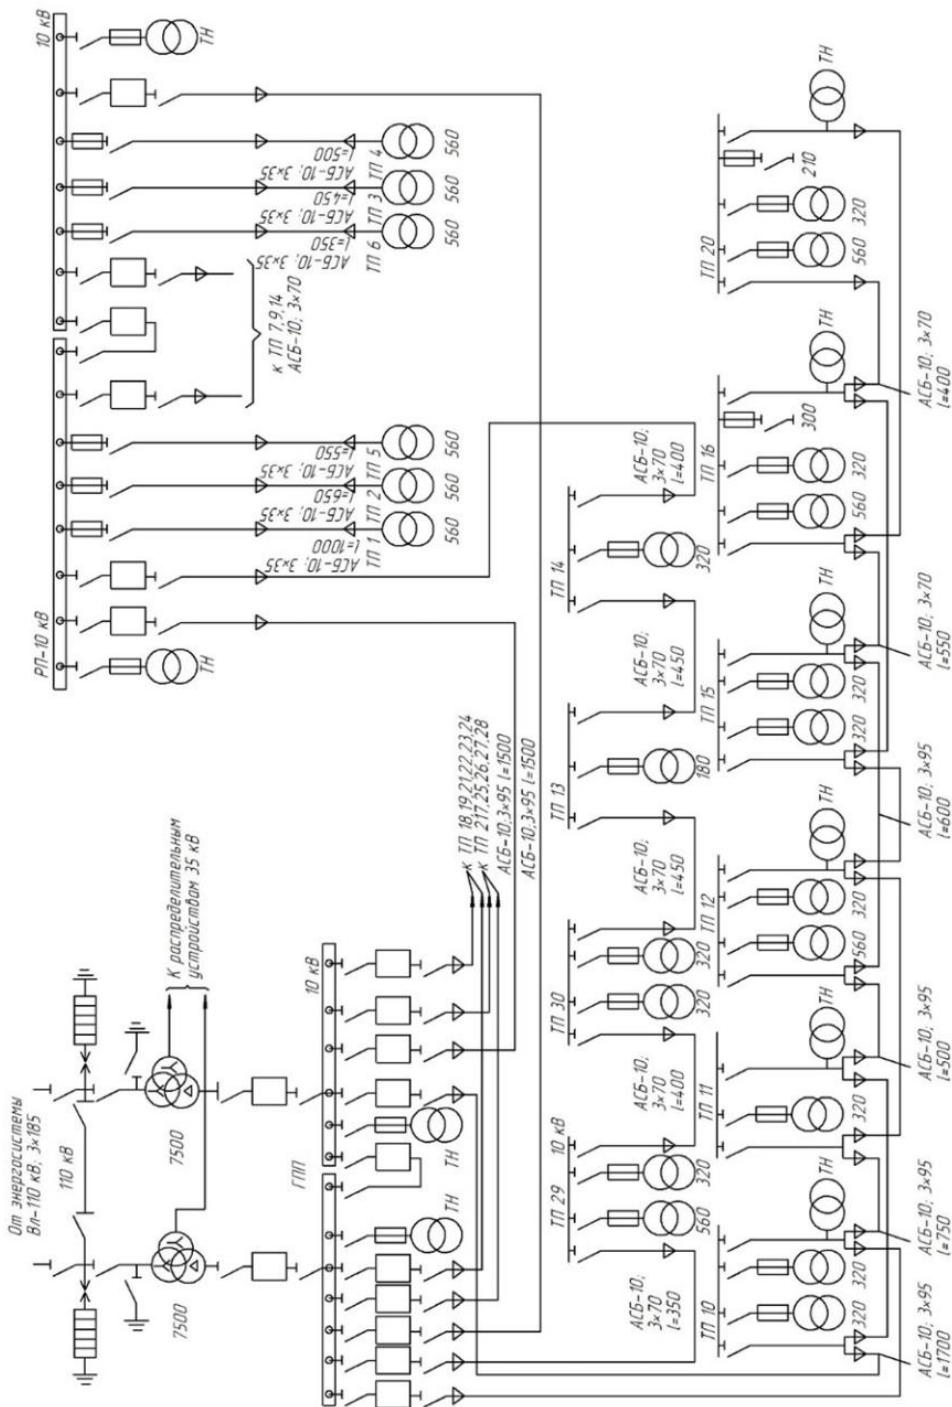 От энергосистемы
Вл-110 кВ; 3×185
110 кВ
7500
7500
К распределительным
устройствам 35 кВ
ГПП
10 кВ
ТН
ТН
к ТП 18,19,21,22,23,24
к ТП 217,25,26,27,28
АСБ-10,3×95 l=1500
АСБ-10,3×95 l=1500
РП-10 кВ
10 кВ
ТН
ТН
АСБ-10; 3×35
l=1000
ТП 1
560
АСБ-10; 3×35
l=650
ТП 2
560
АСБ-10; 3×35
l=550
ТП 5
560
к ТП 7,9,14
АСБ-10; 3×70
АСБ-10; 3×35
l=350
ТП 6
560
АСБ-10; 3×35
l=450
ТП 3
560
АСБ-10; 3×35
l=500
ТП 4
560
АСБ-10;
3×70
l=350
ТП 29
10 кВ
560
320
АСБ-10;
3×70
l=400
ТП 30
320
320
АСБ-10;
3×70
l=450
ТП 13
180
АСБ-10;
3×70
l=450
ТП 14
320
АСБ-10;
3×70
l=400
ТП 10
320
320
ТН
ТП 11
320
ТН
ТП 12
560
320
ТН
ТП 15
320
320
ТН
ТП 16
560
320
300
ТН
ТП 20
560
320
210
ТН
АСБ-10; 3×95
l=1700
АСБ-10; 3×95
l=750
АСБ-10; 3×95
l=500
АСБ-10; 3×95
l=600
АСБ-10; 3×70
l=550
АСБ-10; 3×70
l=400